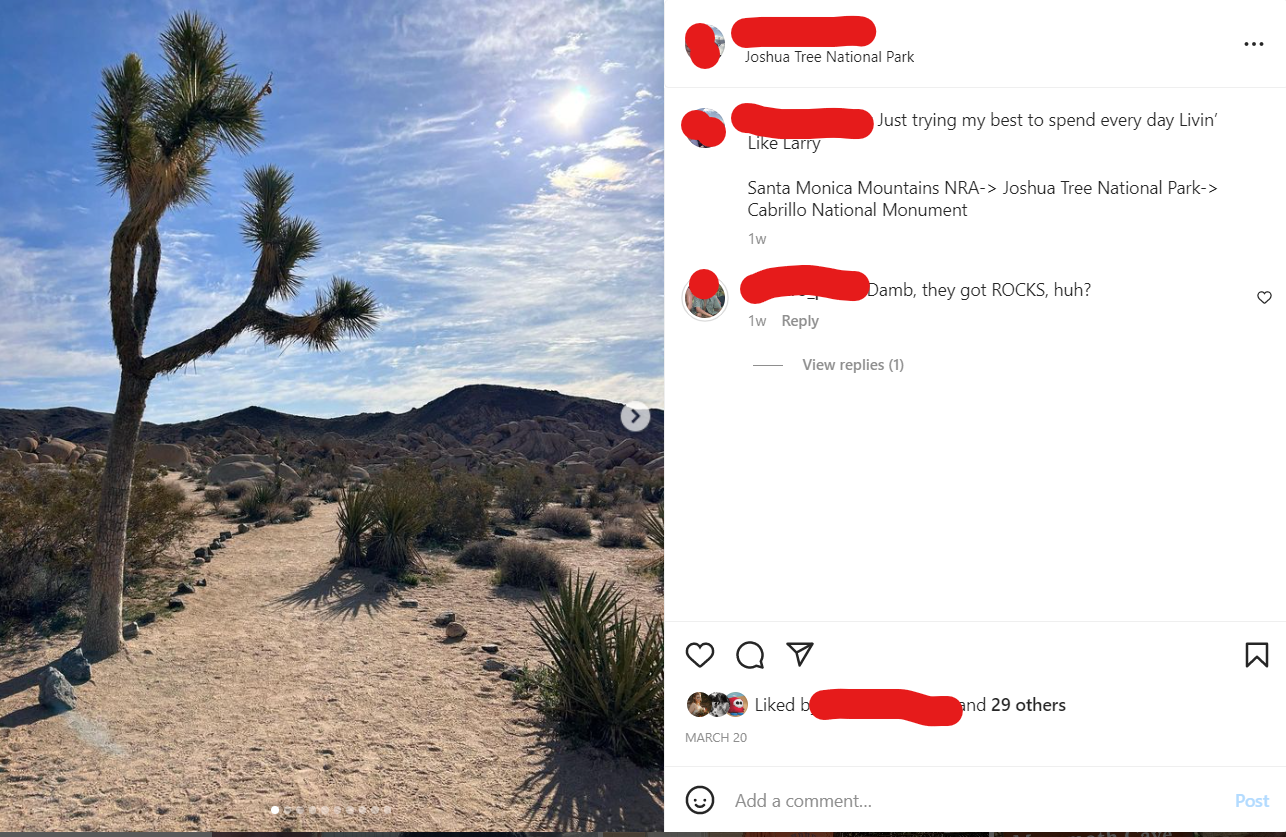 Joshua Tree National Park
Just trying my best to spend every day Livin’
Like Larry
Santa Monica Mountains NRA-> Joshua Tree National Park->
Cabrillo National Monument
1w
Damb, they got ROCKS, huh?
1w Reply
View replies (1)
Liked by and 29 others
MARCH 20
Add a comment...
Post